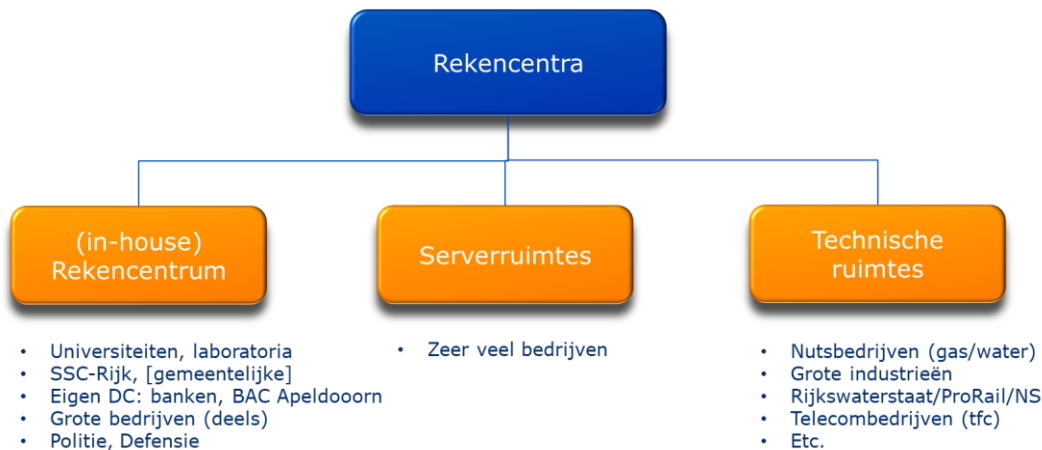 Rekencentra
(in-house)
Rekencentrum
Serverruimtes
Technische
ruimtes
• Universiteiten, laboratoria
• SSC-Rijk, [gemeentelijke]
• Eigen DC: banken, BAC Apeldooorn
• Grote bedrijven (deels)
• Politie, Defensie
• Zeer veel bedrijven
• Nutsbedrijven (gas/water)
• Grote industrieën
• Rijkswaterstaat/ProRail/NS
• Telecombedrijven (tfc)
• Etc.